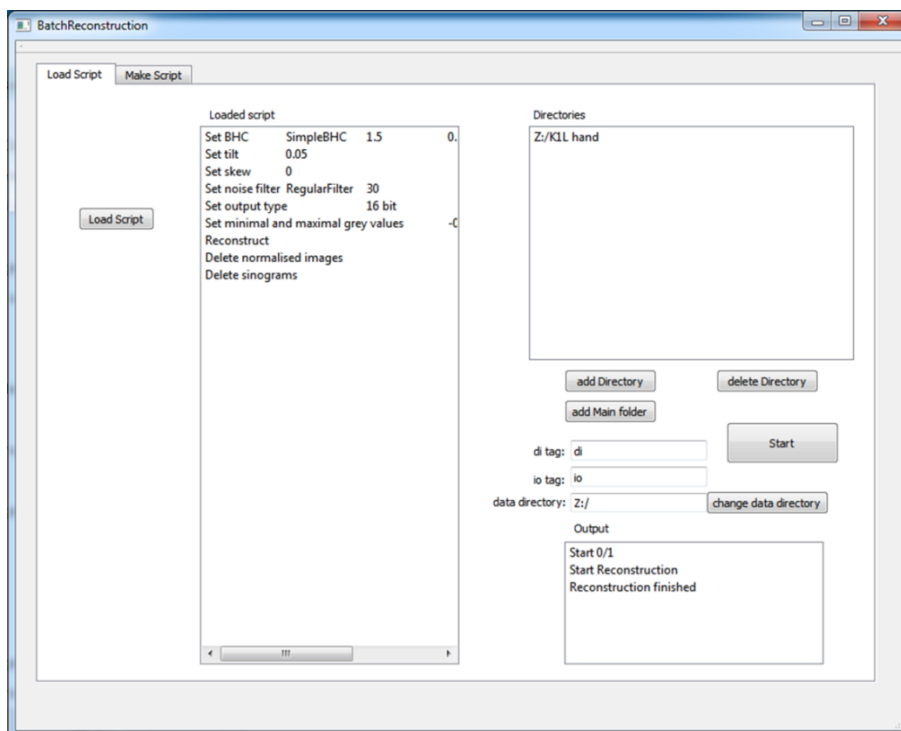 BatchReconstruction
Load Script
Make Script
Loaded script
Set BHC SimpleBHC 1.5 0.
Set tilt 0.05
Set skew 0
Set noise filter RegularFilter 30
Set output type 16 bit
Set minimal and maximal grey values -0
Reconstruct
Delete normalised images
Delete sinograms
Load Script
Directories
Z:/K1L hand
add Directory
delete Directory
add Main folder
Start
di tag: di
io tag: io
data directory: Z:/
change data directory
Output
Start 0/1
Start Reconstruction
Reconstruction finished